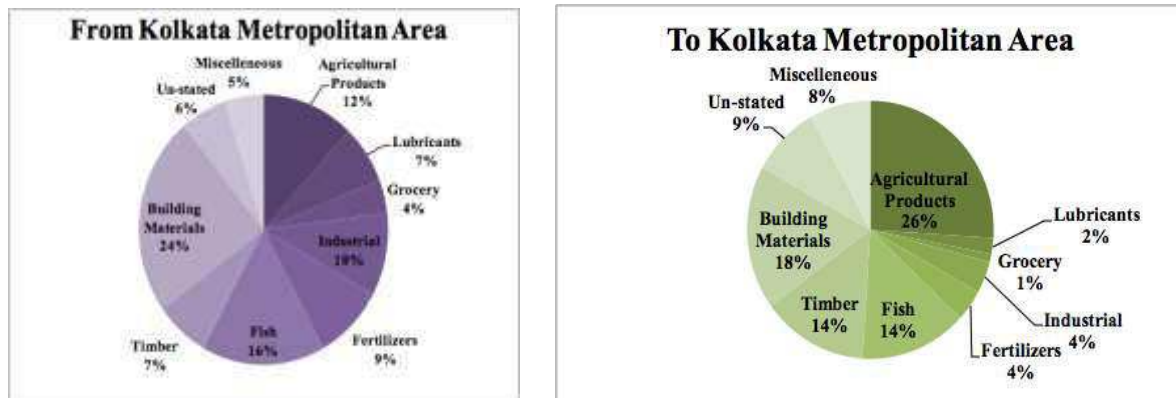 From Kolkata Metropolitan Area
Miscelleneous
5%
Agricultural
Products
12%
Un-stated
6%
Lubricants
7%
Grocery
4%
Building
Materials
24%
Industrial
10%
Fish
16%
Timber
7%
Fertilizers
9%
To Kolkata Metropolitan Area
Miscelleneous
8%
Un-stated
9%
Agricultural
Products
26%
Lubricants
2%
Building
Materials
18%
Grocery
1%
Timber
14%
Fish
14%
Industrial
4%
Fertilizers
4%